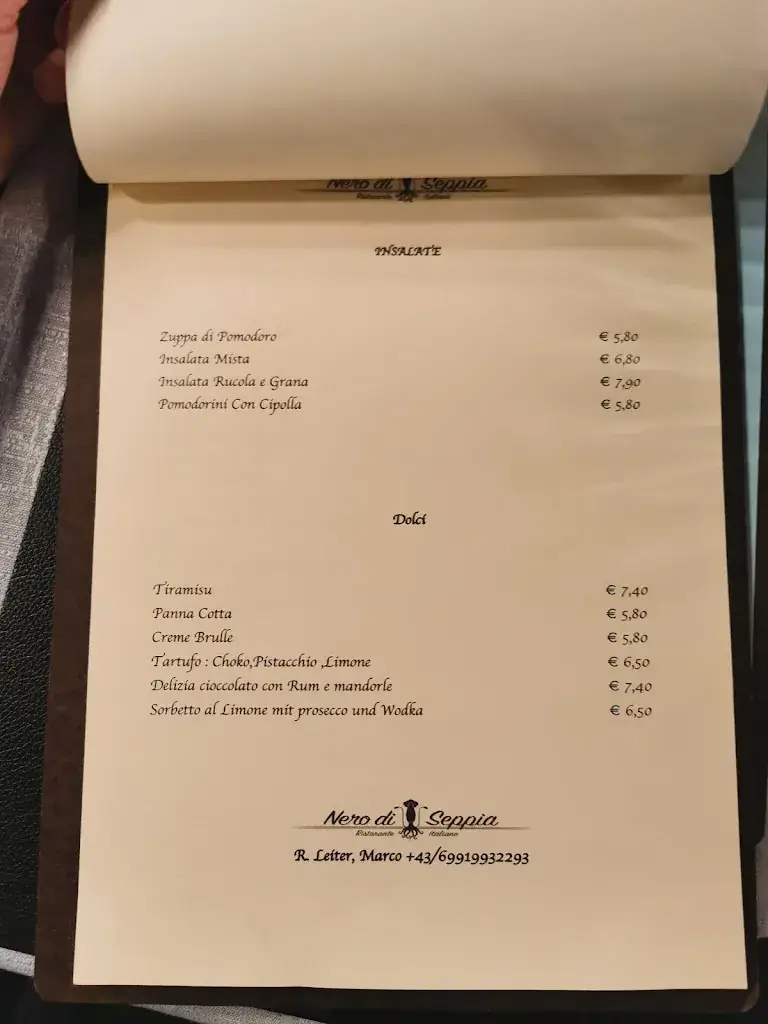 Nero di Seppia
Ristorante Italiano
INSALATE
Zuppa di Pomodoro € 5,80
Insalata Mista € 6,80
Insalata Rucola e Grana € 7,90
Pomodorini Con Cipolla € 5,80
Dolci
Tiramisu € 7,40
Panna Cotta € 5,80
Creme Brulle € 5,80
Tartufo : Choko,Pistacchio ,Limone € 6,50
Delizia cioccolato con Rum e mandorle € 7,40
Sorbetto al Limone mit prosecco und Wodka € 6,50
Nero di Seppia
Ristorante Italiano
R. Leiter, Marco +43/69919932293